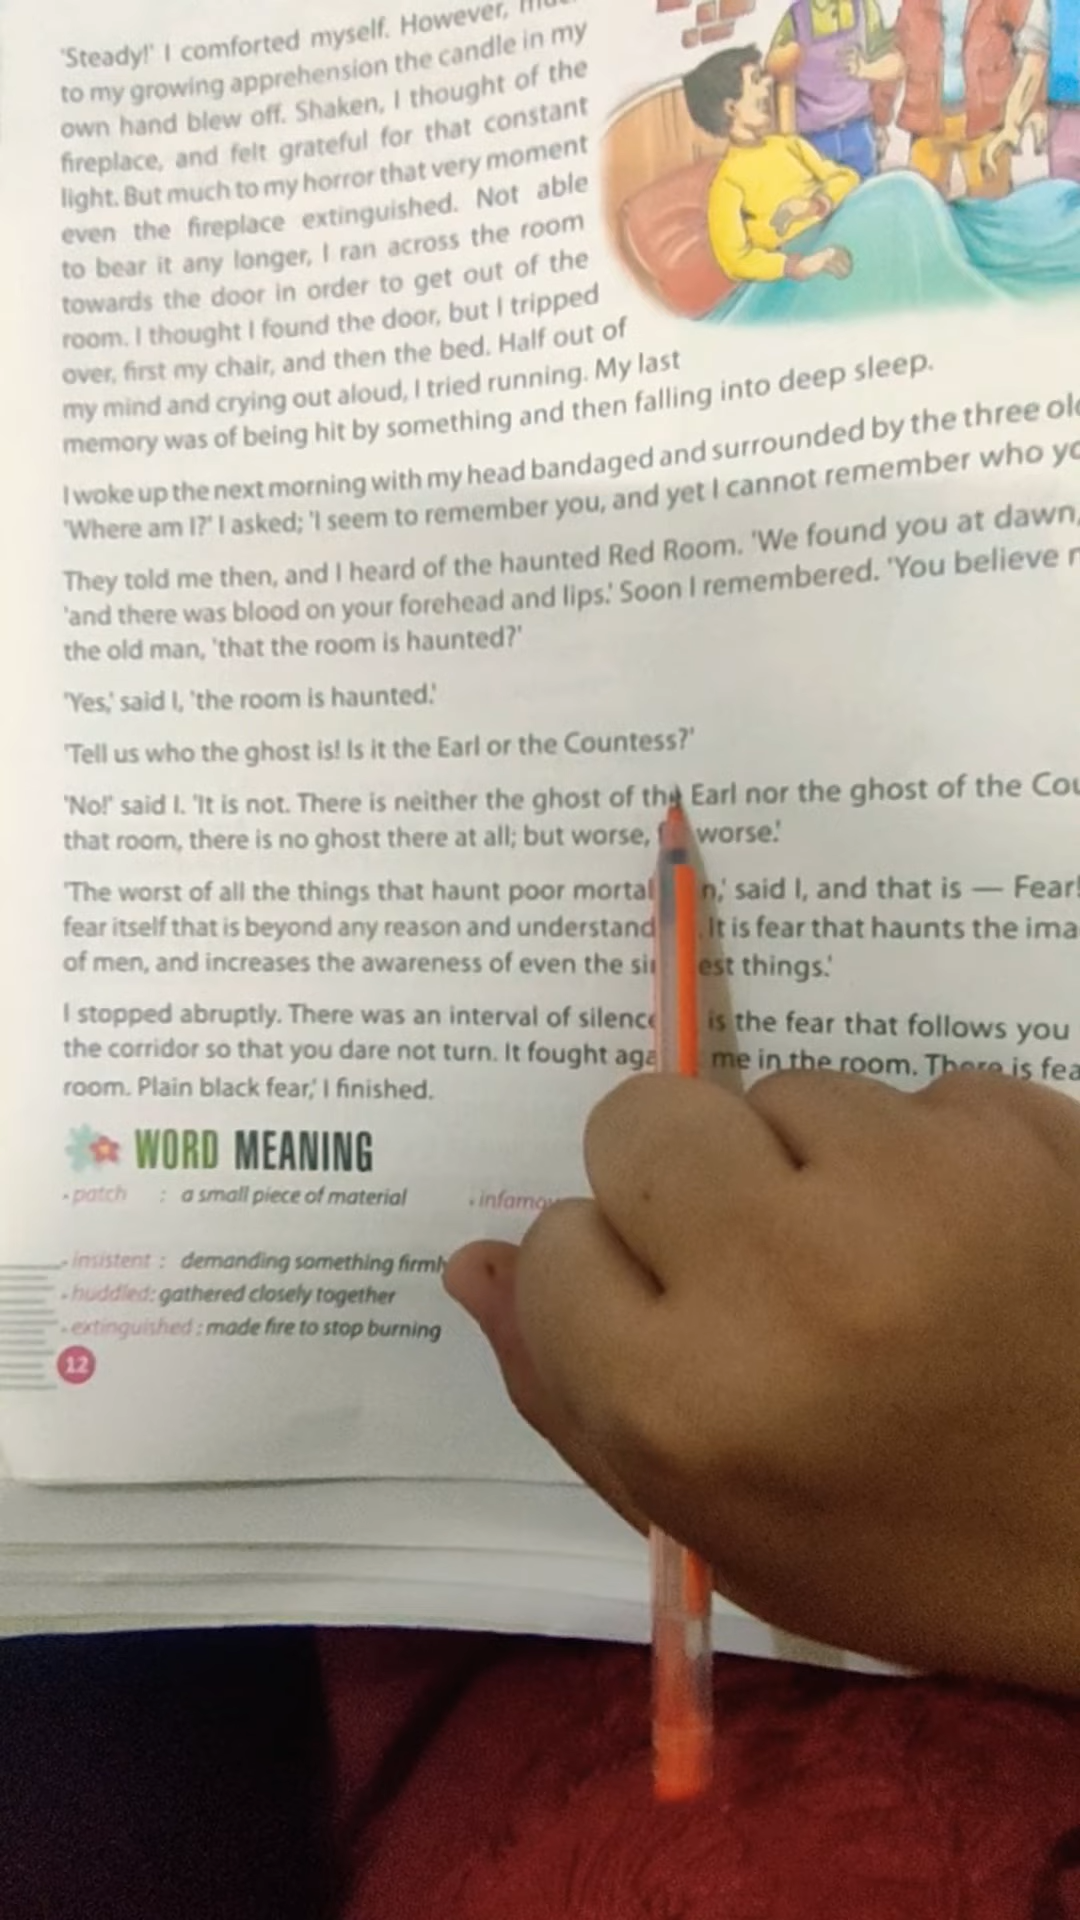 'Steady!' I comforted myself. However,
to my growing apprehension the candle in my
own hand blew off. Shaken, I thought of the
fireplace, and felt grateful for that constant
light. But much to my horror that very moment
even the fireplace extinguished. Not able
to bear it any longer, I ran across the room
towards the door in order to get out of the
room. I thought I found the door, but I tripped
over, first my chair, and then the bed. Half out of
my mind and crying out aloud, I tried running. My last
memory was of being hit by something and then falling into deep sleep.
I woke up the next morning with my head bandaged and surrounded by the three
'Where am I?' I asked; 'I seem to remember you, and yet I cannot remember who
They told me then, and I heard of the haunted Red Room. 'We found you at dawn,
'and there was blood on your forehead and lips.' Soon I remembered. 'You believe
the old man, 'that the room is haunted?'
'Yes,' said I, 'the room is haunted.'
'Tell us who the ghost is! Is it the Earl or the Countess?'
'No!' said I. 'It is not. There is neither the ghost of the Earl nor the ghost of the
that room, there is no ghost there at all; but worse, worse.'
'The worst of all the things that haunt poor mortal said I, and that is — Fear!
fear itself that is beyond any reason and It is fear that haunts the
of men, and increases the awareness of even the things.'
I stopped abruptly. There was an interval of is the fear that follows you
the corridor so that you dare not turn. It fought me in the room. There is
room. Plain black fear,' I finished.
WORD MEANING
• patch : a small piece of material
• insistent : demanding something
• huddled: gathered closely together
• extinguished : made fire to stop burning
12